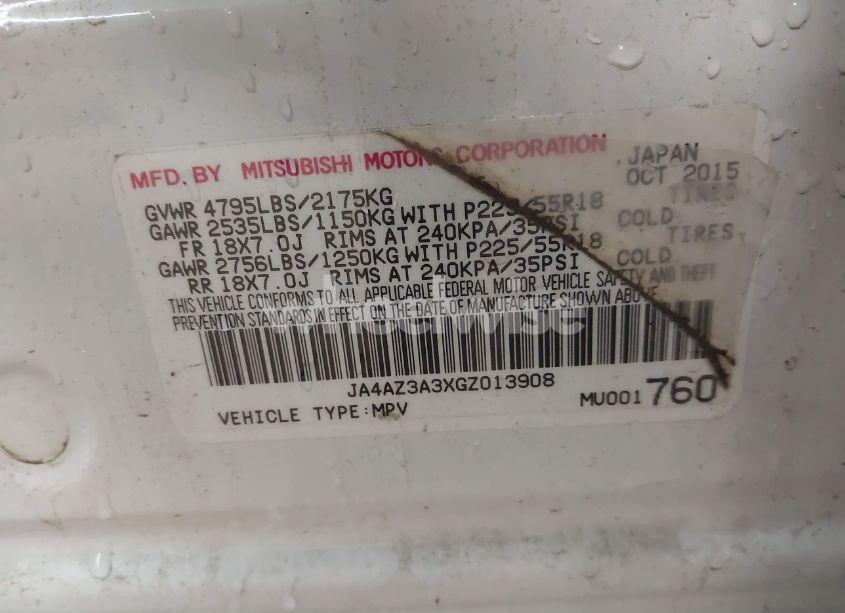 MFD. BY MITSUBISHI MOTORS CORPORATION JAPAN
OCT 2015
GVWR 4795LBS/2175KG
GAWR 2535LBS/1150KG WITH P225/55R18 TIRES
FR 18X7.0J RIMS AT 240KPA/35PSI COLD
GAWR 2756LBS/1250KG WITH P225/55R18 TIRES
RR 18X7.0J RIMS AT 240KPA/35PSI COLD
THIS VEHICLE CONFORMS TO ALL APPLICABLE FEDERAL MOTOR VEHICLE SAFETY AND THEFT
PREVENTION STANDARDS IN EFFECT ON THE DATE OF MANUFACTURE SHOWN ABOVE.
JA4AZ3A3XGZ013908
VEHICLE TYPE:MPV MU001 760